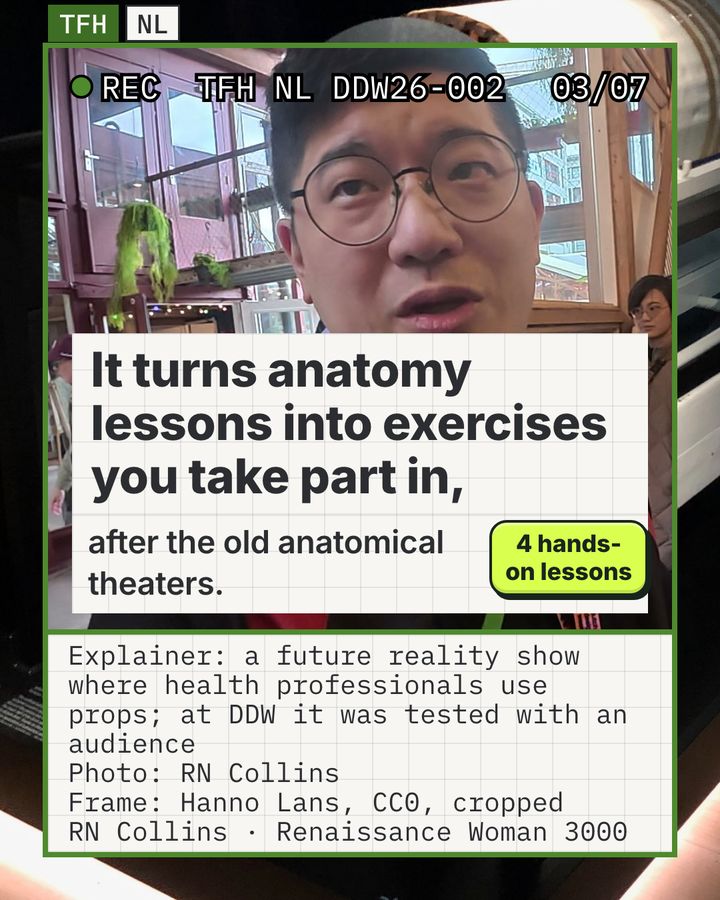 TFH NL
REC TFH NL DDW26-002 03/07
It turns anatomy
lessons into exercises
you take part in,
after the old anatomical
theaters.
4 hands-
on lessons
Explainer: a future reality show
where health professionals use
props; at DDW it was tested with an
audience
Photo: RN Collins
Frame: Hanno Lans, CC0, cropped
RN Collins · Renaissance Woman 3000